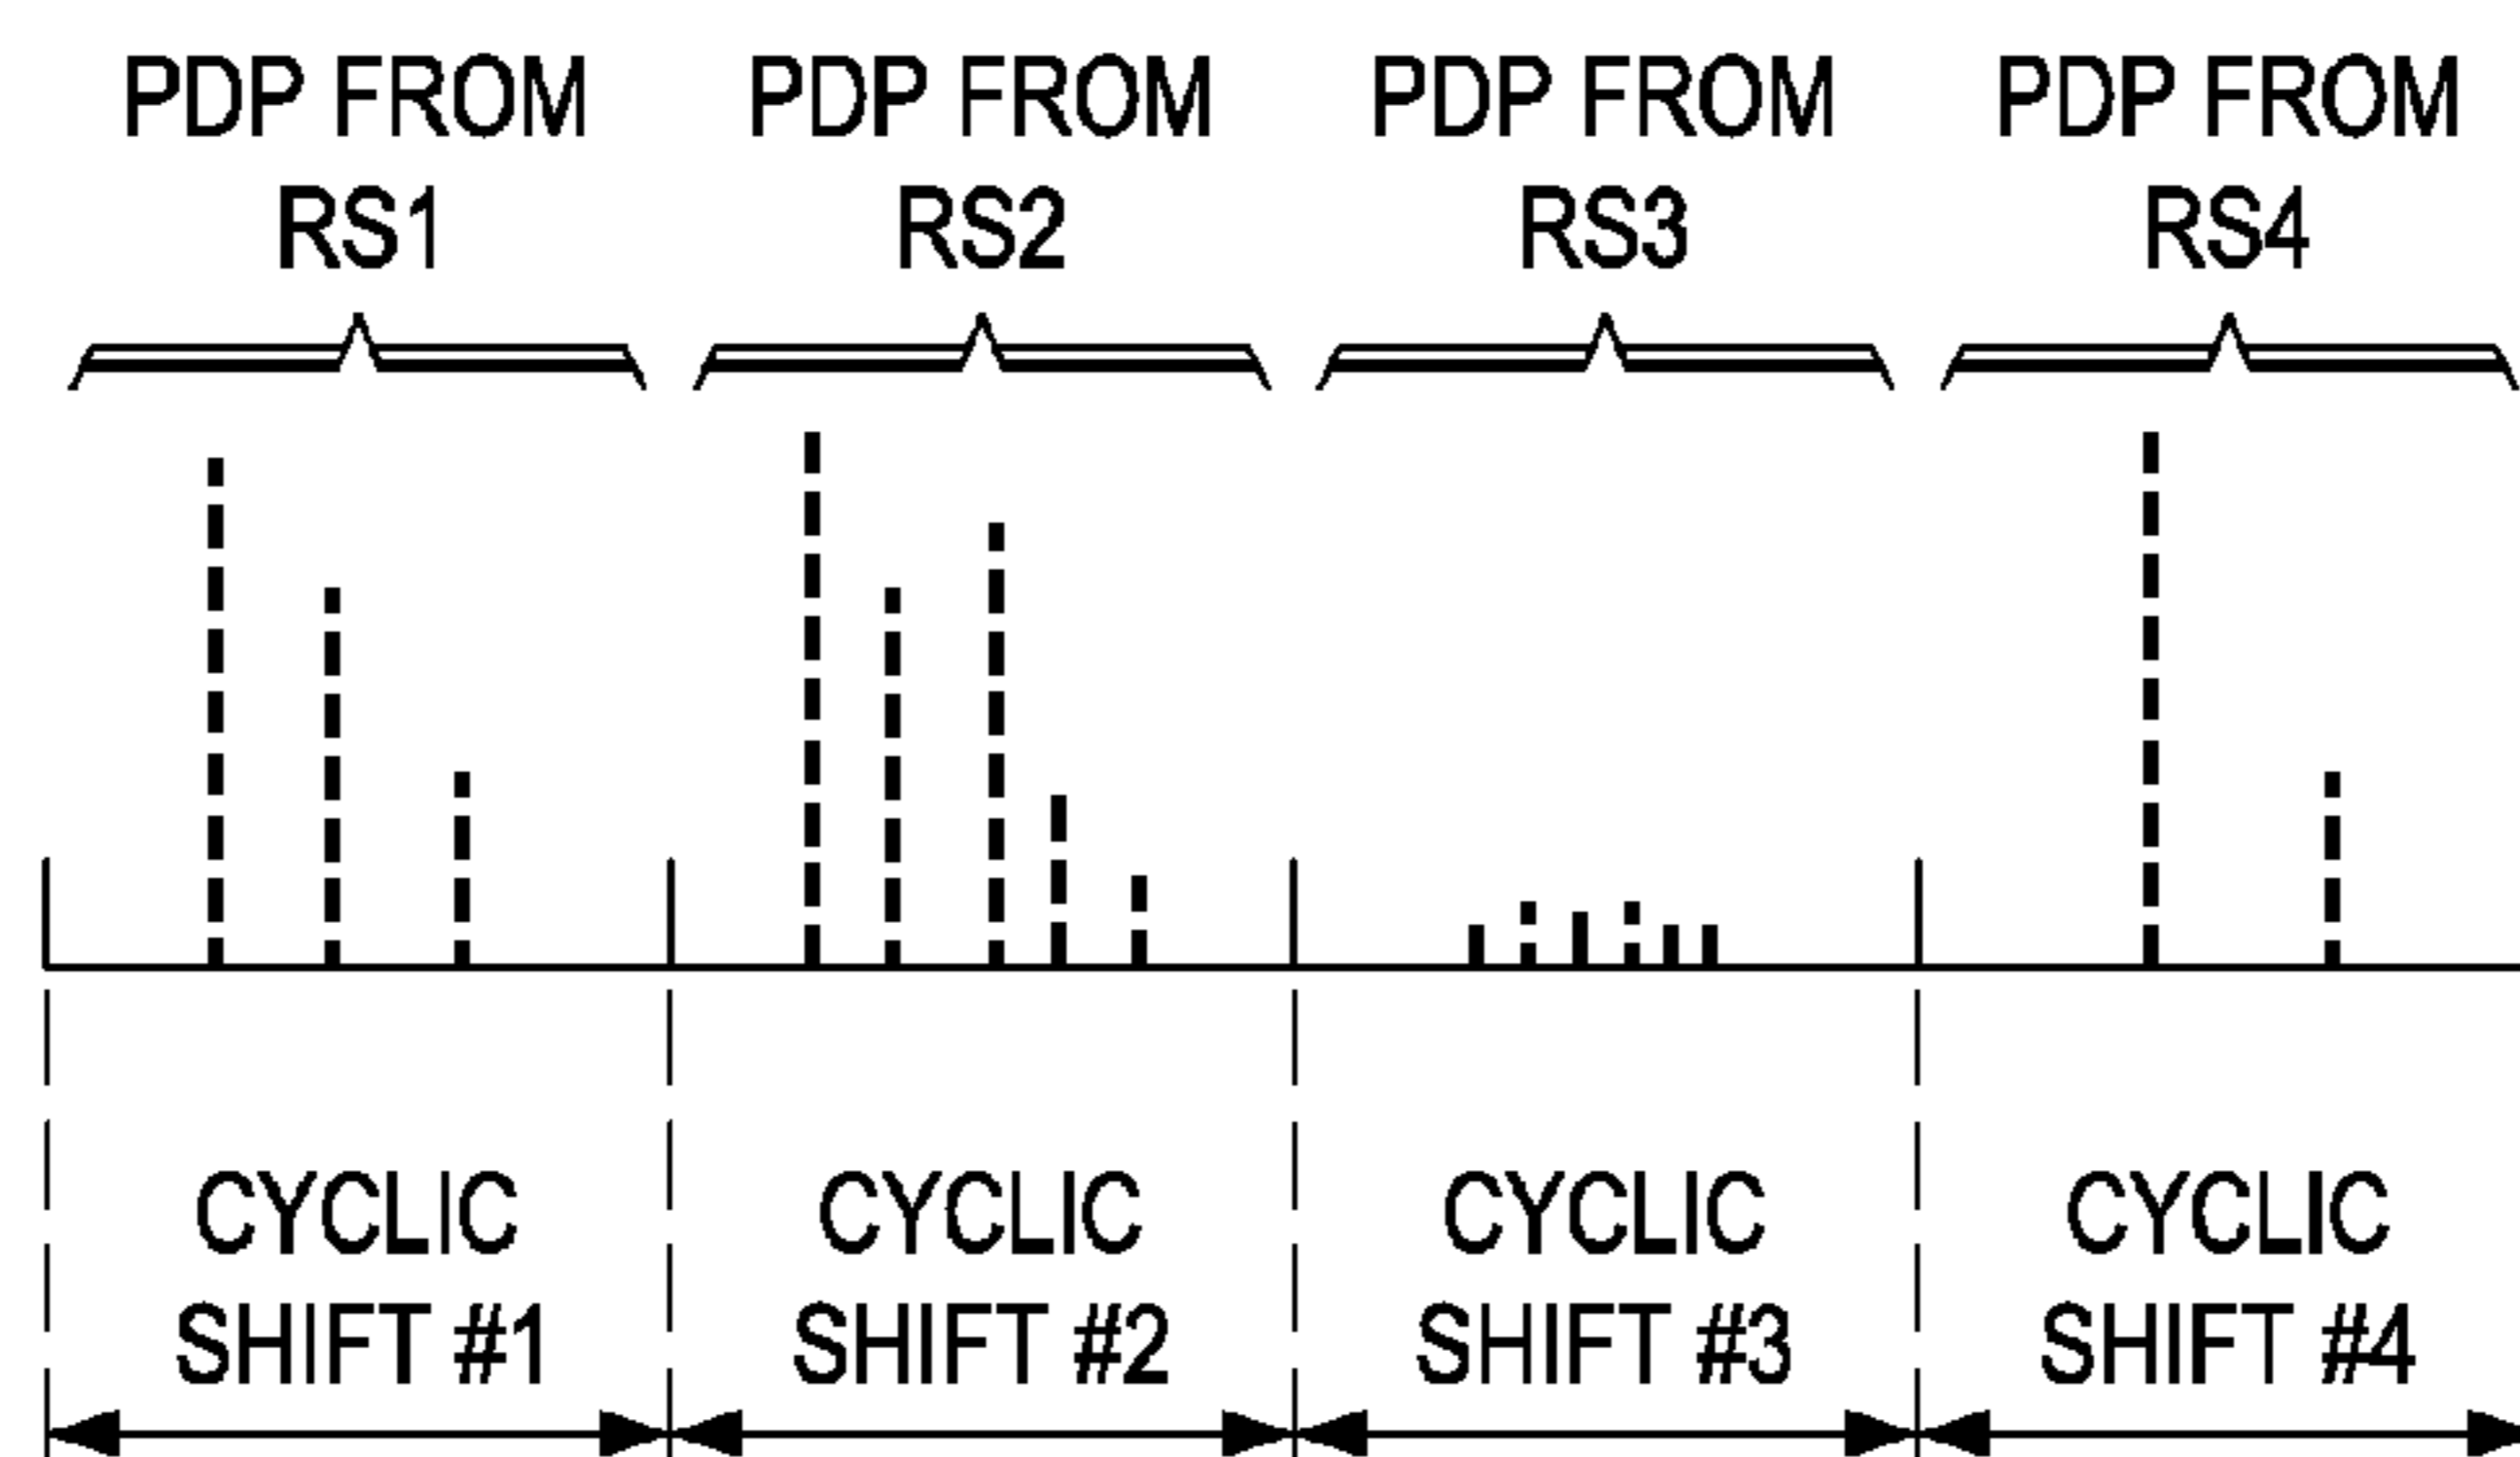 PDP FROM
RS1
PDP FROM
RS2
PDP FROM
RS3
PDP FROM
RS4
CYCLIC
SHIFT #1
CYCLIC
SHIFT #2
CYCLIC
SHIFT #3
CYCLIC
SHIFT #4